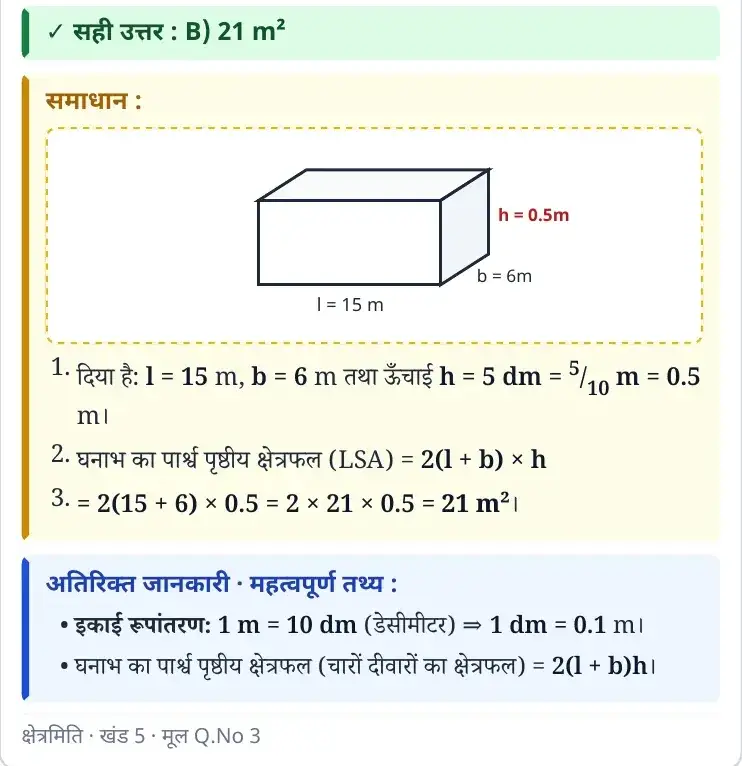 ✓ सही उत्तर : B) 21 m²
समाधान :
h = 0.5m
b = 6m
l = 15 m
1. दिया है: l = 15 m, b = 6 m तथा ऊँचाई h = 5 dm = ⁵/₁₀ m = 0.5
m।
2. घनाभ का पार्श्व पृष्ठीय क्षेत्रफल (LSA) = 2(l + b) × h
3. = 2(15 + 6) × 0.5 = 2 × 21 × 0.5 = 21 m²।
अतिरिक्त जानकारी · महत्वपूर्ण तथ्य :
• इकाई रूपांतरण: 1 m = 10 dm (डेसीमीटर) ⇒ 1 dm = 0.1 m।
• घनाभ का पार्श्व पृष्ठीय क्षेत्रफल (चारों दीवारों का क्षेत्रफल) = 2(l + b)h।
क्षेत्रमिति · खंड 5 · मूल Q.No 3